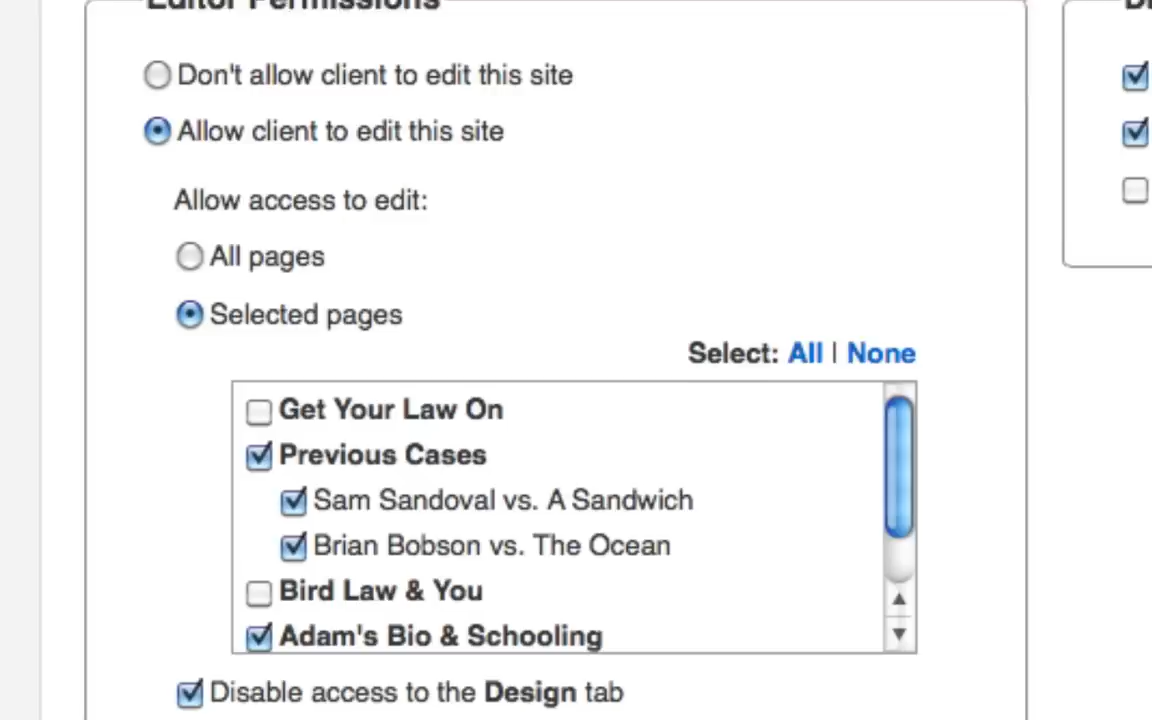 Editor Permissions
Don't allow client to edit this site
Allow client to edit this site
Allow access to edit:
All pages
Selected pages
Select: All | None
Get Your Law On
Previous Cases
Sam Sandoval vs. A Sandwich
Brian Bobson vs. The Ocean
Bird Law & You
Adam's Bio & Schooling
Disable access to the Design tab